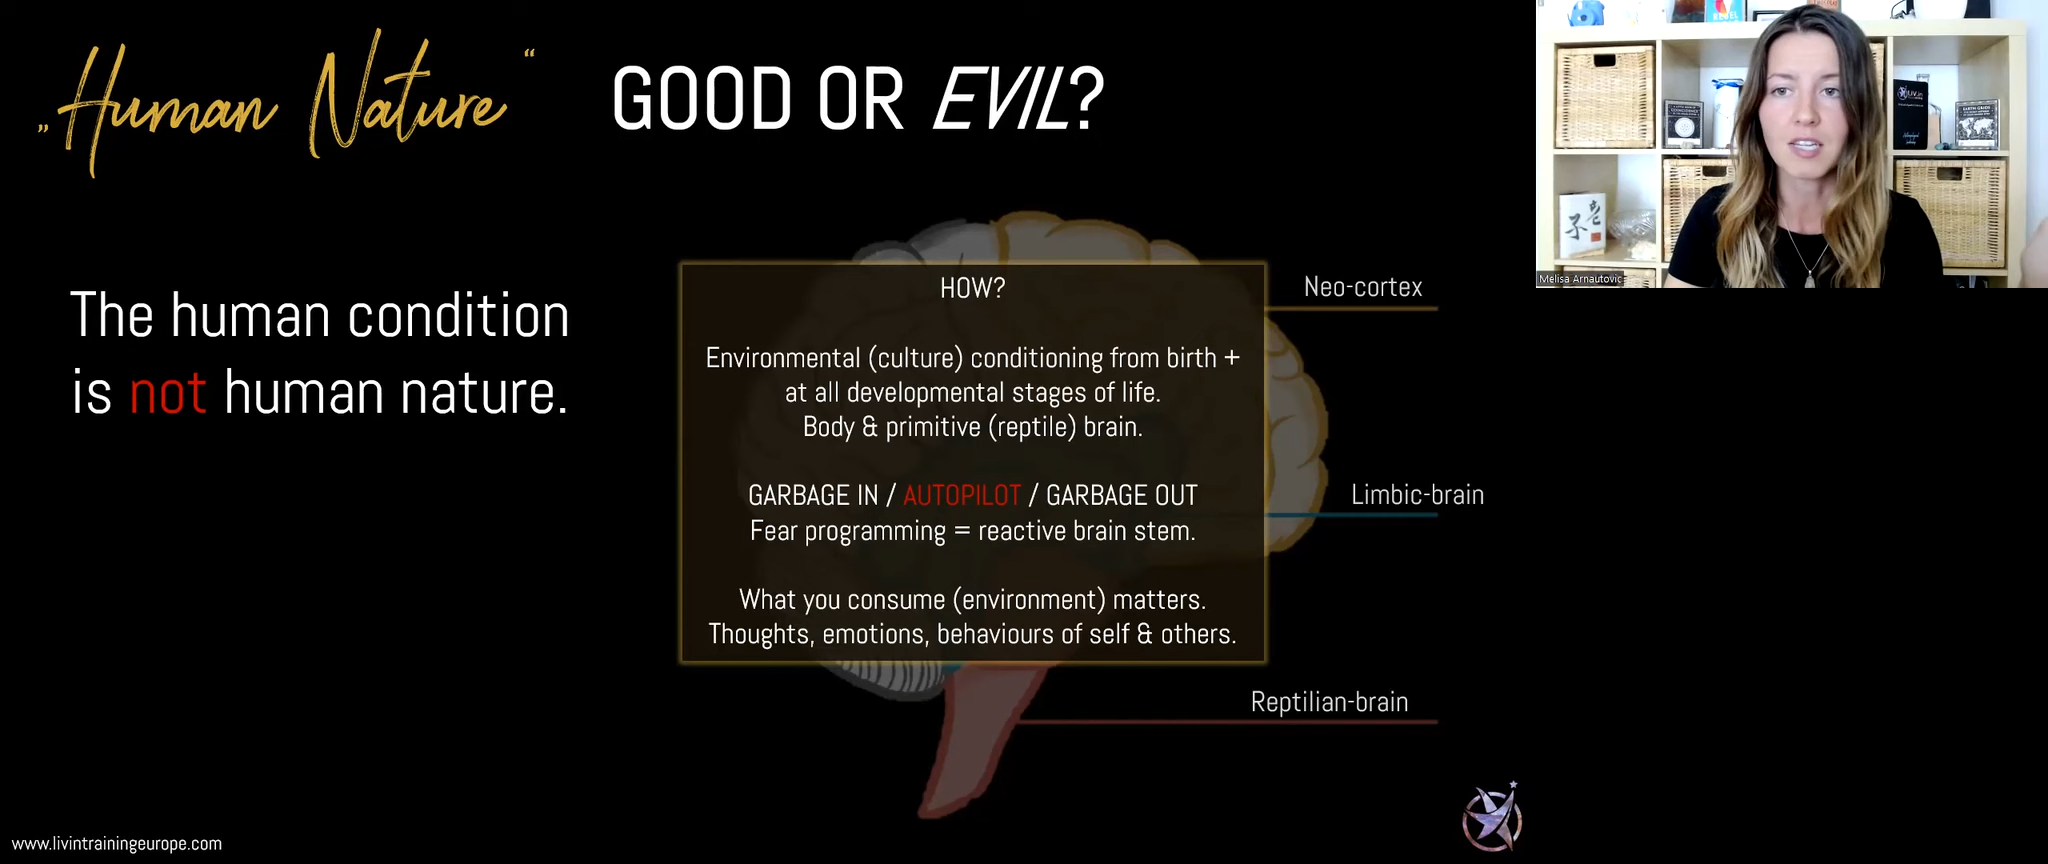 „Human Nature“
GOOD OR EVIL?
The human condition
is not human nature.
HOW?
Environmental (culture) conditioning from birth +
at all developmental stages of life.
Body & primitive (reptile) brain.
GARBAGE IN / AUTOPILOT / GARBAGE OUT
Fear programming = reactive brain stem.
What you consume (environment) matters.
Thoughts, emotions, behaviours of self & others.
Neo-cortex
Limbic-brain
Reptilian-brain
www.livintrainingeurope.com
Melisa Arnautovic
老
子